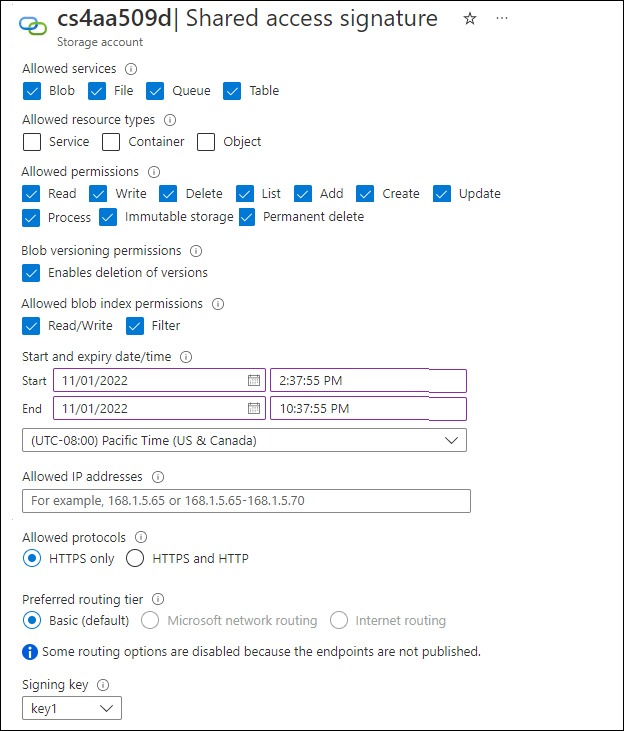 cs4aa509d| Shared access signature
Storage account
Allowed services
Blob File Queue Table
Allowed resource types
Service Container Object
Allowed permissions
Read Write Delete List Add Create Update
Process Immutable storage Permanent delete
Blob versioning permissions
Enables deletion of versions
Allowed blob index permissions
Read/Write Filter
Start and expiry date/time
Start 11/01/2022 2:37:55 PM
End 11/01/2022 10:37:55 PM
(UTC-08:00) Pacific Time (US & Canada)
Allowed IP addresses
For example, 168.1.5.65 or 168.1.5.65-168.1.5.70
Allowed protocols
HTTPS only HTTPS and HTTP
Preferred routing tier
Basic (default) Microsoft network routing Internet routing
Some routing options are disabled because the endpoints are not published.
Signing key
key1